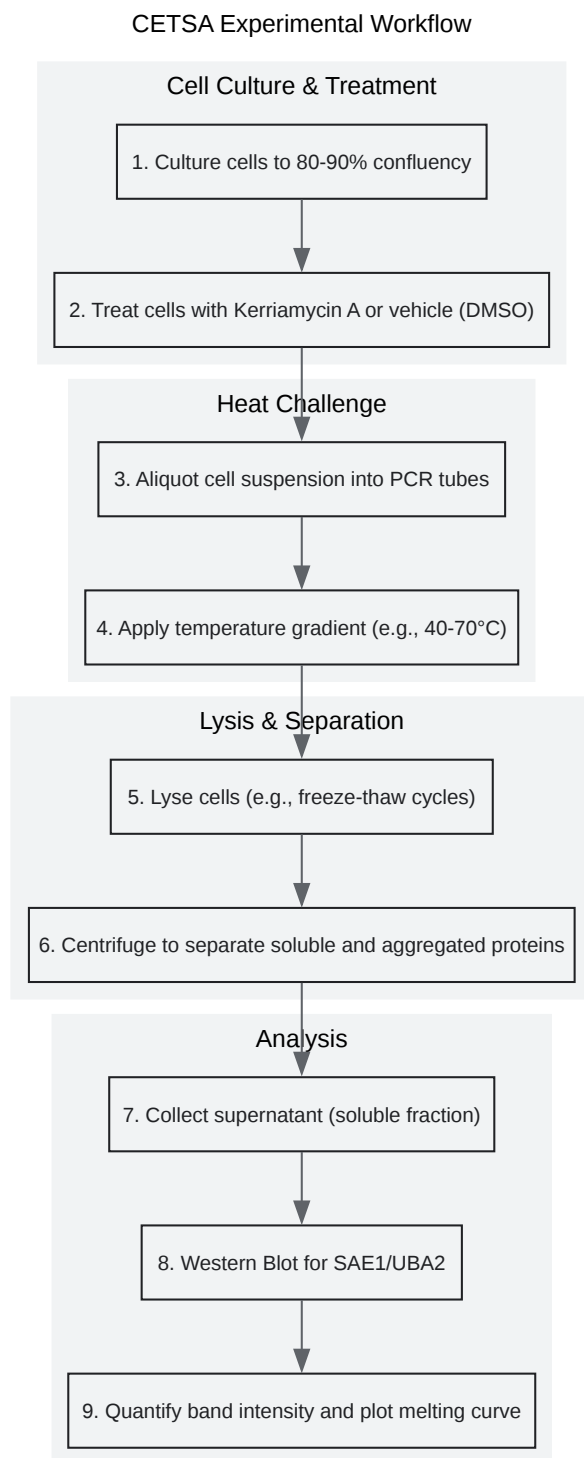 CETSA Experimental Workflow
Cell Culture & Treatment
1. Culture cells to 80-90% confluency
2. Treat cells with Kerriamycin A or vehicle (DMSO)
Heat Challenge
3. Aliquot cell suspension into PCR tubes
4. Apply temperature gradient (e.g., 40-70°C)
Lysis & Separation
5. Lyse cells (e.g., freeze-thaw cycles)
6. Centrifuge to separate soluble and aggregated proteins
Analysis
7. Collect supernatant (soluble fraction)
8. Western Blot for SAE1/UBA2
9. Quantify band intensity and plot melting curve